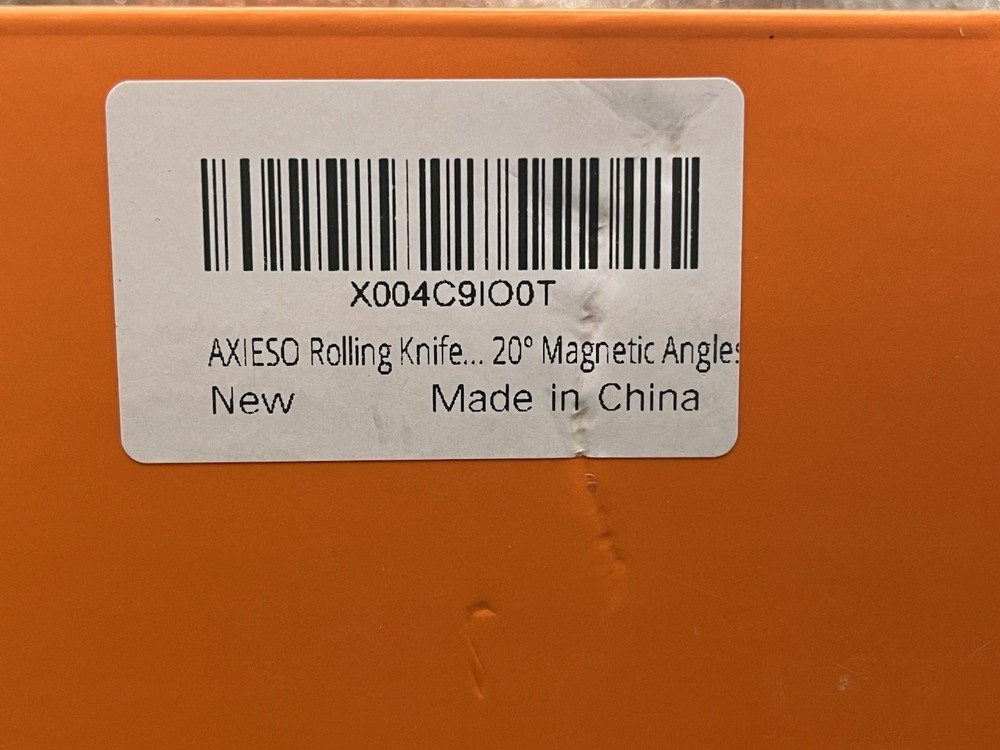 X004C9IO0T
AXIESO Rolling Knife... 20° Magnetic Angles
New Made in China